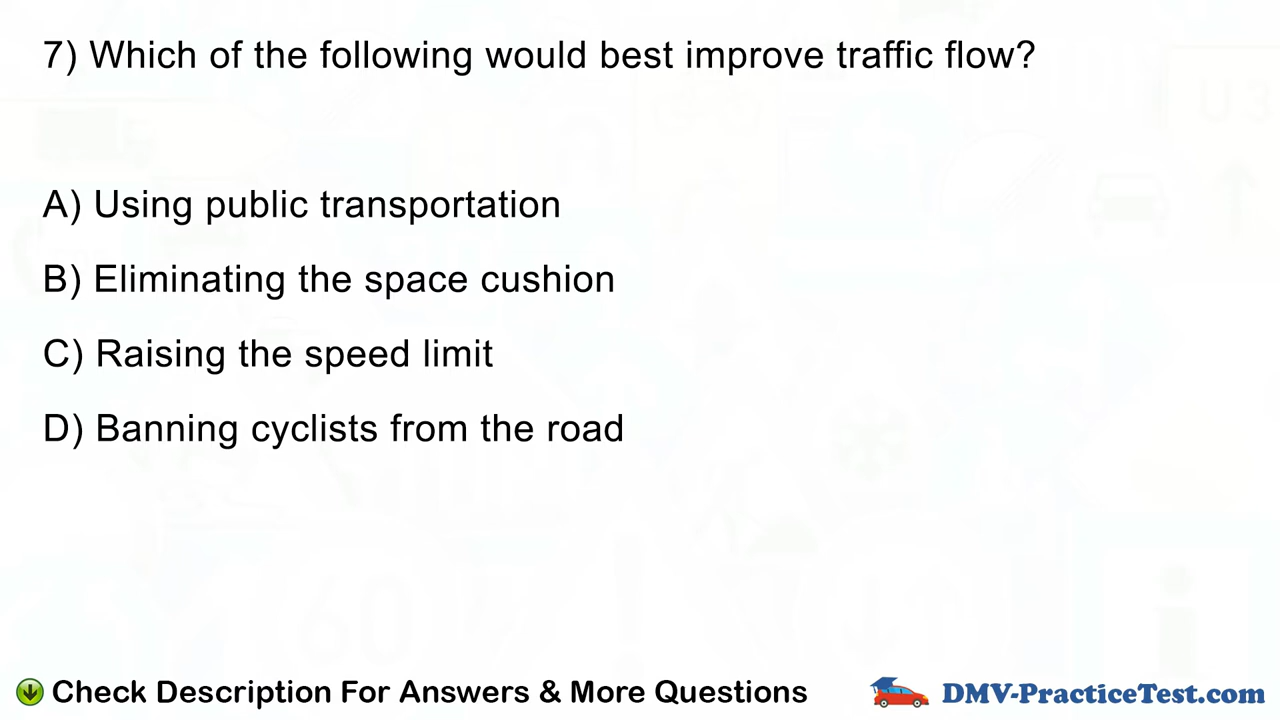 7) Which of the following would best improve traffic flow?
A) Using public transportation
B) Eliminating the space cushion
C) Raising the speed limit
D) Banning cyclists from the road
60
Check Description For Answers & More Questions
DMV-PracticeTest.com